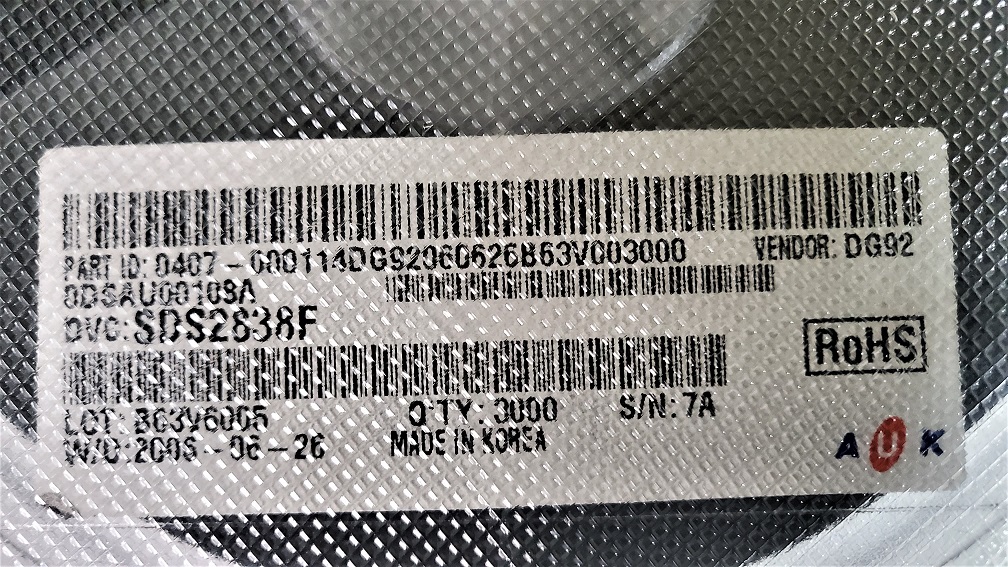 PART ID: 0407-000114DG92060626B63V003000
VENDOR: DG92
0DSAU00108A
DVC: SDS2838F
RoHS
LOT: B63V6005
Q'TY: 3000
S/N: 7A
W/D: 2006-06-26
MADE IN KOREA
AUK